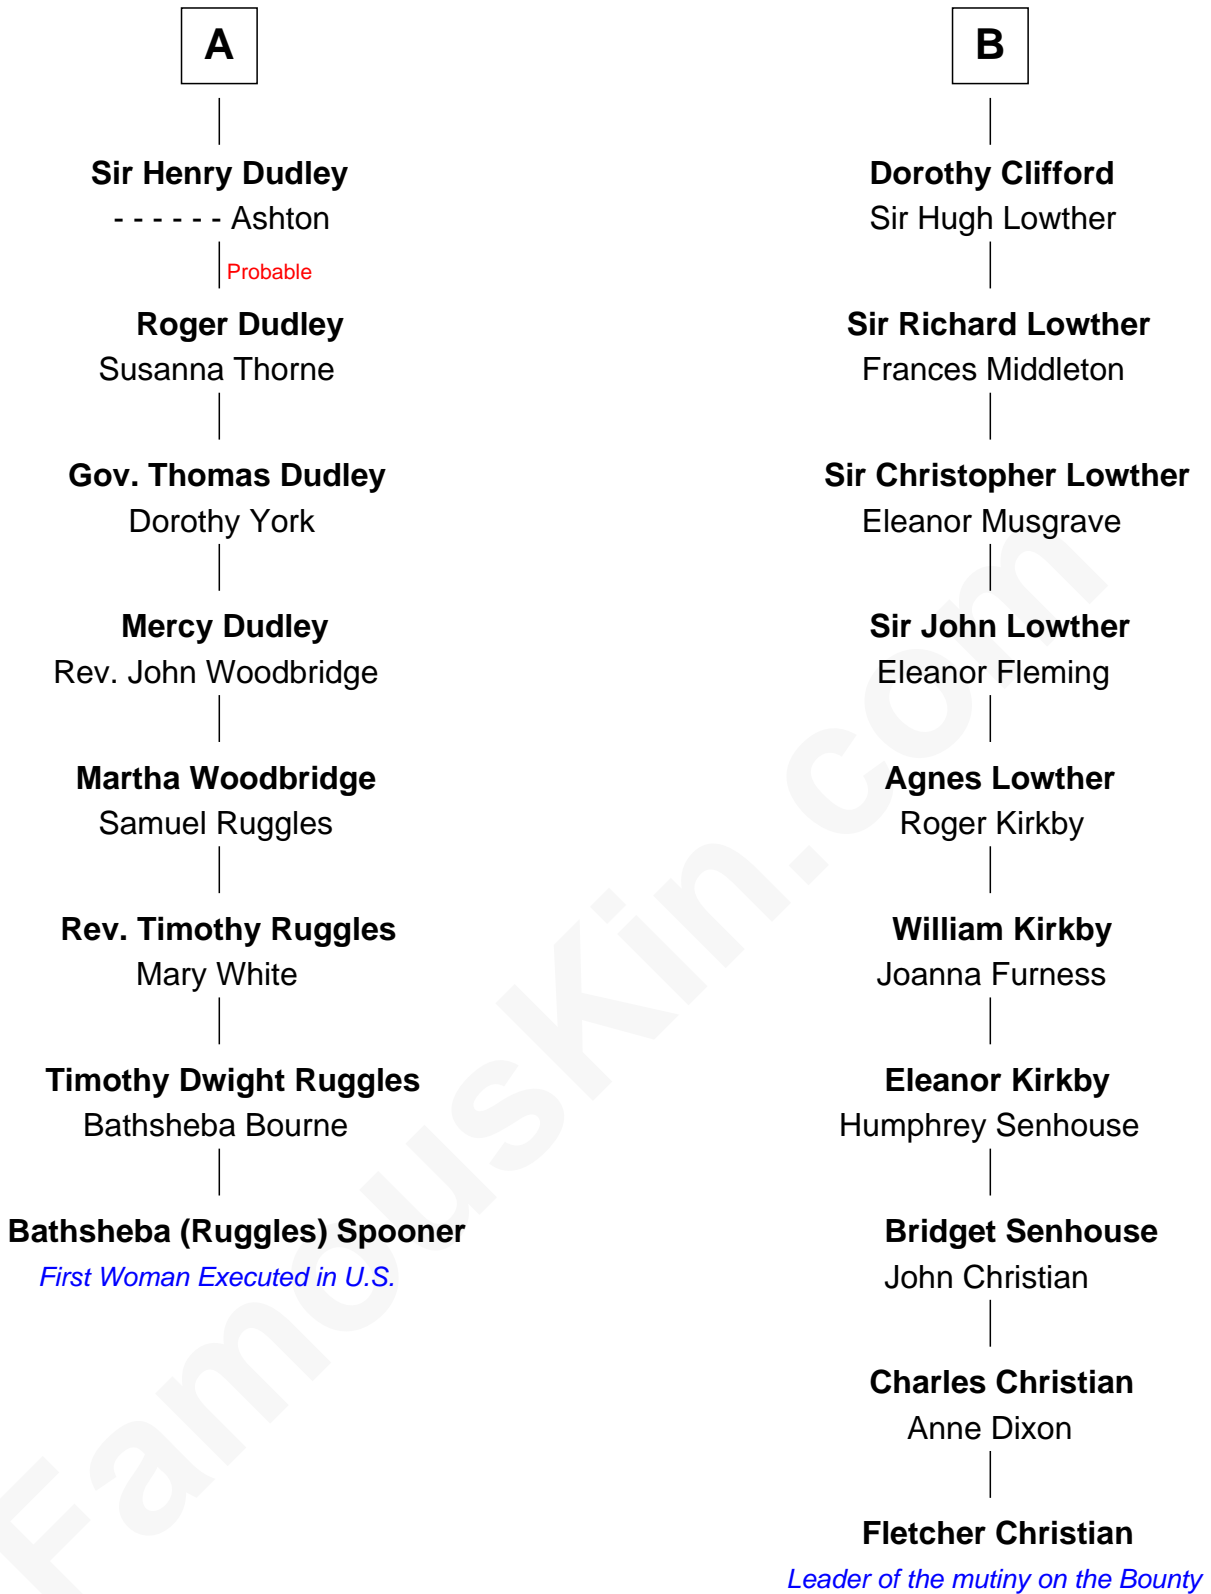 A
Sir Henry Dudley
- - - - - - Ashton
Probable
Roger Dudley
Susanna Thorne
Gov. Thomas Dudley
Dorothy York
Mercy Dudley
Rev. John Woodbridge
Martha Woodbridge
Samuel Ruggles
Rev. Timothy Ruggles
Mary White
Timothy Dwight Ruggles
Bathsheba Bourne
Bathsheba (Ruggles) Spooner
First Woman Executed in U.S.
B
Dorothy Clifford
Sir Hugh Lowther
Sir Richard Lowther
Frances Middleton
Sir Christopher Lowther
Eleanor Musgrave
Sir John Lowther
Eleanor Fleming
Agnes Lowther
Roger Kirkby
William Kirkby
Joanna Furness
Eleanor Kirkby
Humphrey Senhouse
Bridget Senhouse
John Christian
Charles Christian
Anne Dixon
Fletcher Christian
Leader of the mutiny on the Bounty
FamousKin.com